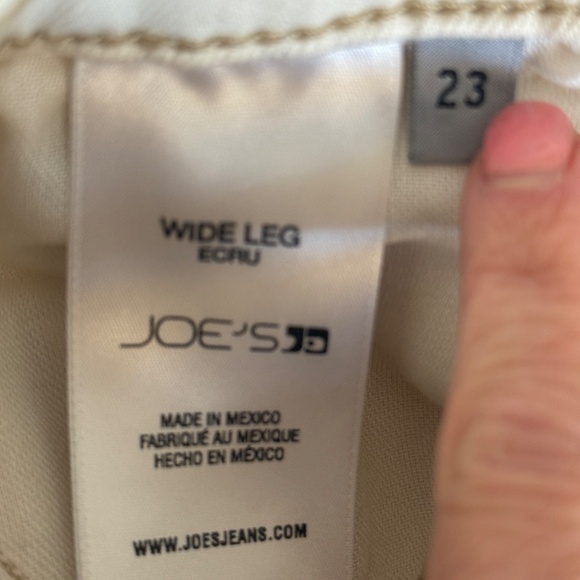 23
WIDE LEG
ECRU
JOE'S
MADE IN MEXICO
FABRIQUÉ AU MEXIQUE
HECHO EN MÉXICO
WWW.JOESJEANS.COM